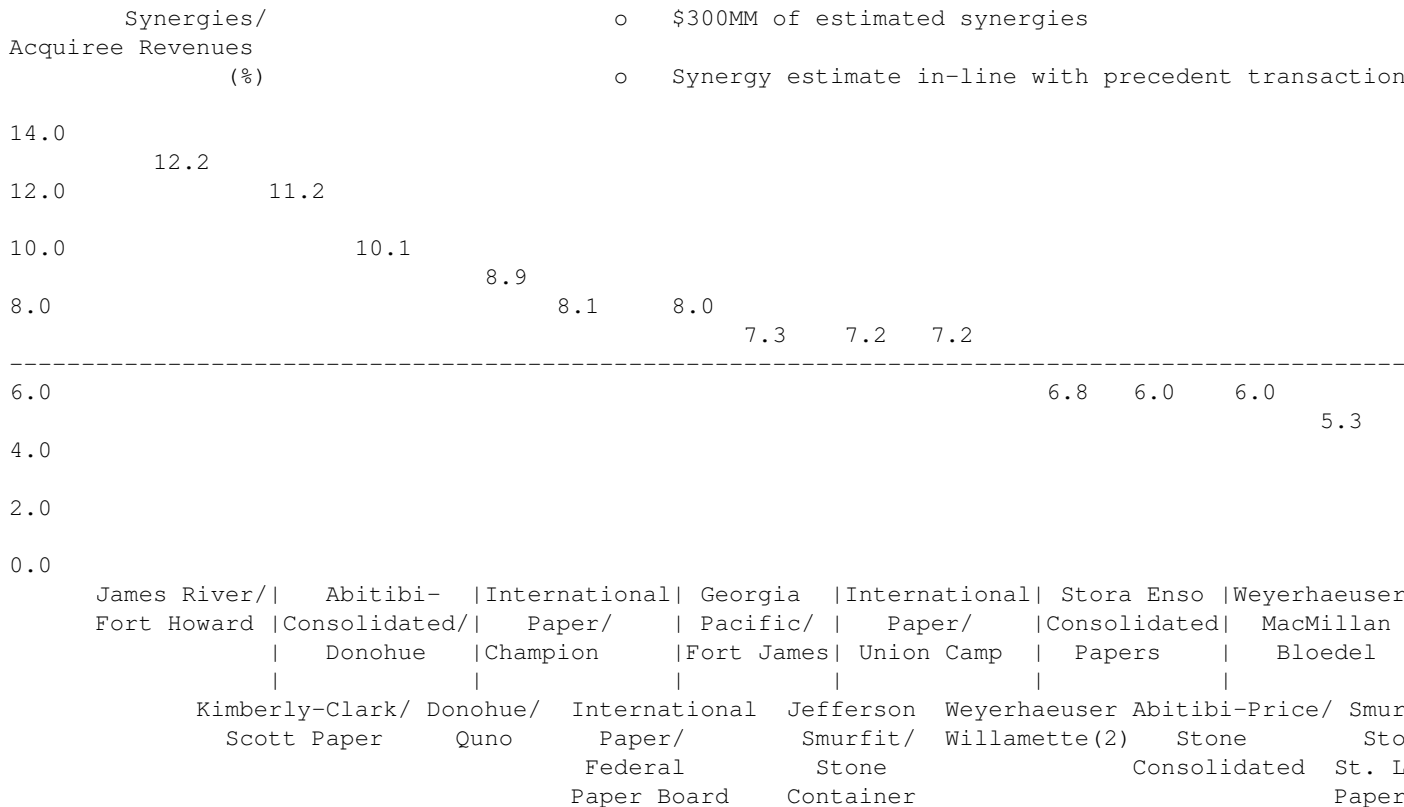 Synergies/ o $300MM of estimated synergies
Acquiree Revenues
(%) o Synergy estimate in-line with precedent transaction
14.0
12.2
12.0 11.2
10.0 10.1
8.9
8.0 8.1 8.0
7.3 7.2 7.2
6.0 6.8 6.0 6.0
5.3
4.0
2.0
0.0
James River/| Abitibi- |International| Georgia |International| Stora Enso |Weyerhaeuser
Fort Howard |Consolidated/| Paper/ | Pacific/ | Paper/ |Consolidated| MacMillan
| Donohue |Champion |Fort James| Union Camp | Papers | Bloedel
| | | | | |
Kimberly-Clark/ Donohue/ International Jefferson Weyerhaeuser Abitibi-Price/ Smur
Scott Paper Quno Paper/ Smurfit/ Willamette(2) Stone Sto
Federal Stone Consolidated St. L
Paper Board Container Paper